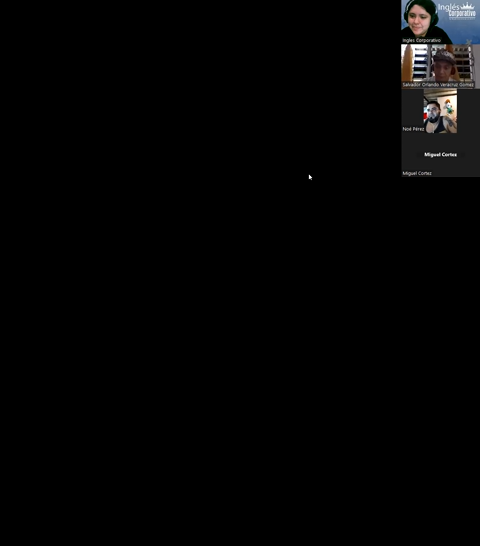 Inglés
Corporativo
Inglés Corporativo
Salvador Orlando Veracruz Gomez
Noé Pérez
Miguel Cortez
Miguel Cortez